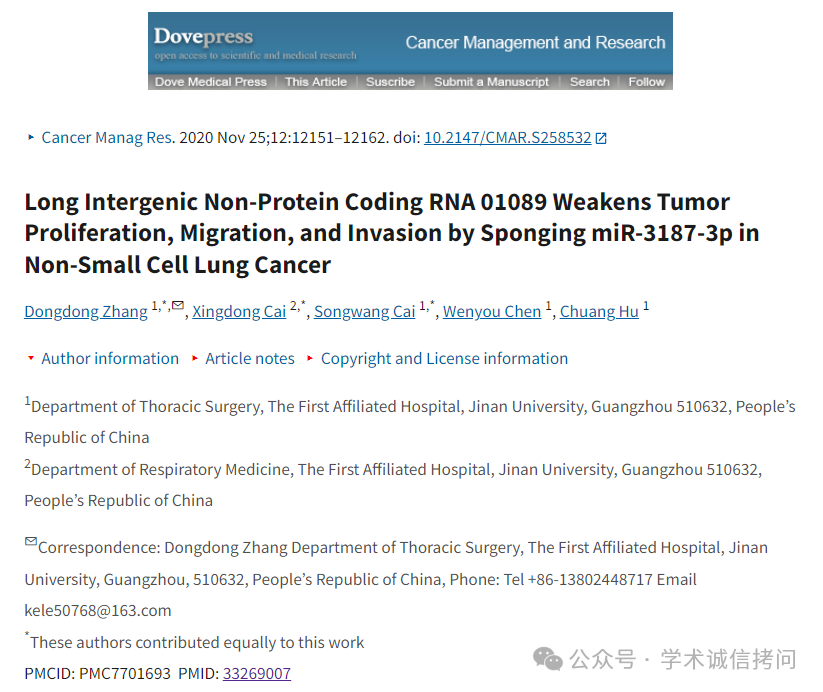 Dovepress
open access to scientific and medical research
Cancer Management and Research
Dove Medical Press | This Article | Suscribe | Submit a Manuscript | Search | Follow
Cancer Manag Res. 2020 Nov 25;12:12151–12162. doi: 10.2147/CMAR.S258532
Long Intergenic Non-Protein Coding RNA 01089 Weakens Tumor
Proliferation, Migration, and Invasion by Sponging miR-3187-3p in
Non-Small Cell Lung Cancer
Dongdong Zhang 1,*,✉, Xingdong Cai 2,*, Songwang Cai 1,*, Wenyou Chen 1, Chuang Hu 1
Author information Article notes Copyright and License information
1Department of Thoracic Surgery, The First Affiliated Hospital, Jinan University, Guangzhou 510632, People’s
Republic of China
2Department of Respiratory Medicine, The First Affiliated Hospital, Jinan University, Guangzhou 510632,
People’s Republic of China
✉Correspondence: Dongdong Zhang Department of Thoracic Surgery, The First Affiliated Hospital, Jinan
University, Guangzhou, 510632, People’s Republic of China, Phone: Tel +86-13802448717 Email
kele50768@163.com
*These authors contributed equally to this work
PMCID: PMC7701693 PMID: 33269007
公众号 · 学术诚信拷问